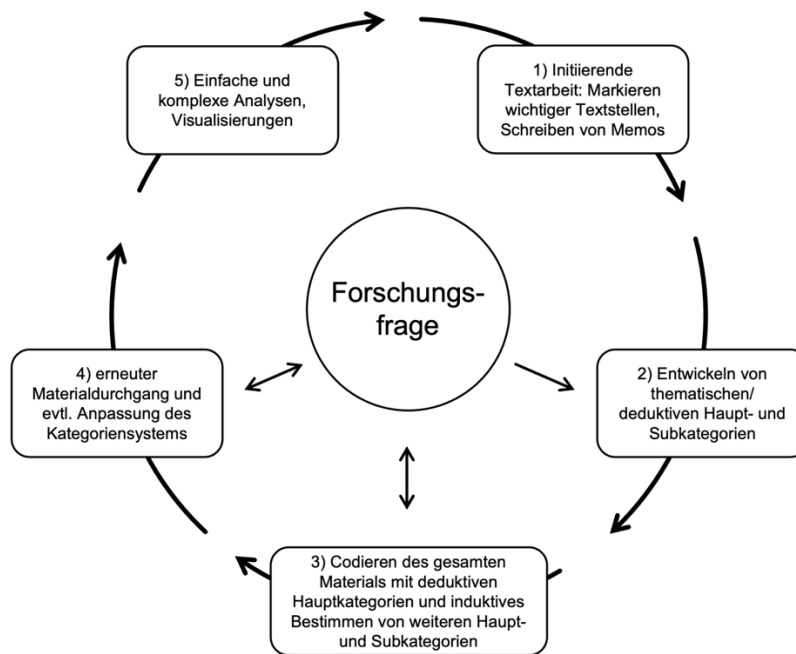 1) Initiierende
Textarbeit: Markieren
wichtiger Textstellen,
Schreiben von Memos
2) Entwickeln von
thematischen/
deduktiven Haupt- und
Subkategorien
3) Codieren des gesamten
Materials mit deduktiven
Hauptkategorien und induktives
Bestimmen von weiteren Haupt-
und Subkategorien
4) erneuter
Materialdurchgang und
evtl. Anpassung des
Kategoriensystems
5) Einfache und
komplexe Analysen,
Visualisierungen
Forschungs-
frage